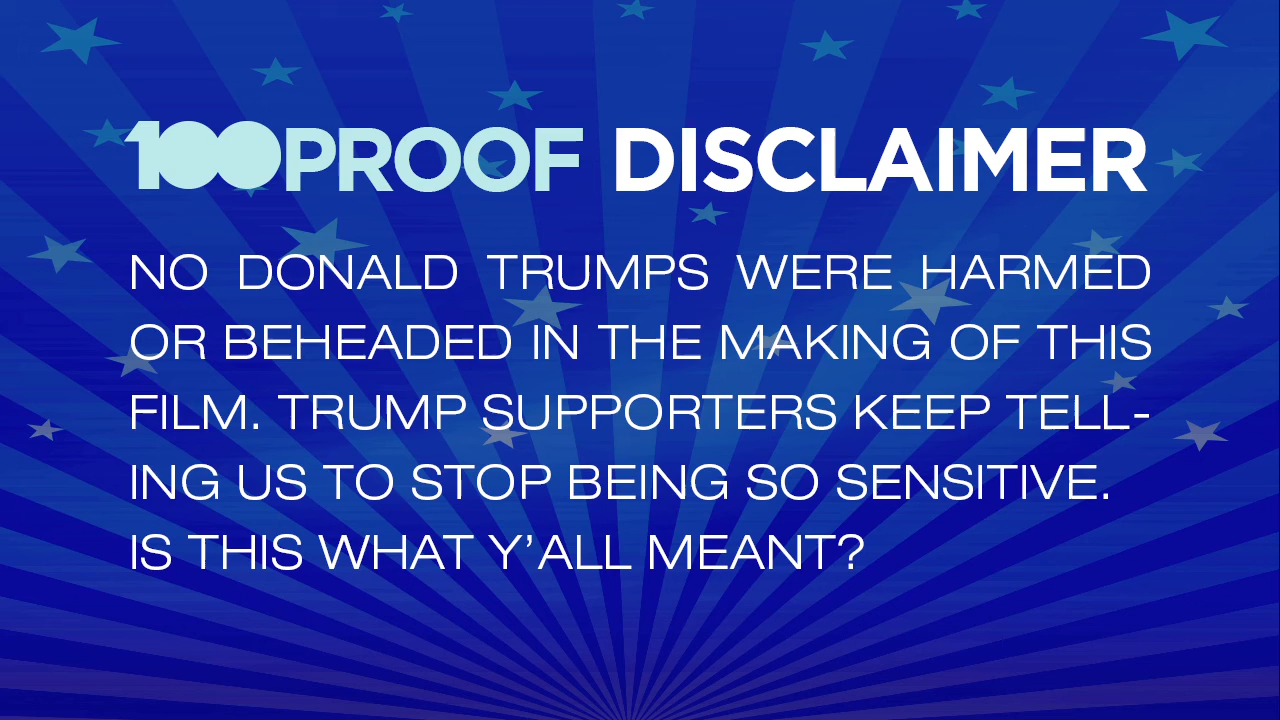 100PROOF DISCLAIMER
NO DONALD TRUMPS WERE HARMED
OR BEHEADED IN THE MAKING OF THIS
FILM. TRUMP SUPPORTERS KEEP TELL-
ING US TO STOP BEING SO SENSITIVE.
IS THIS WHAT Y’ALL MEANT?